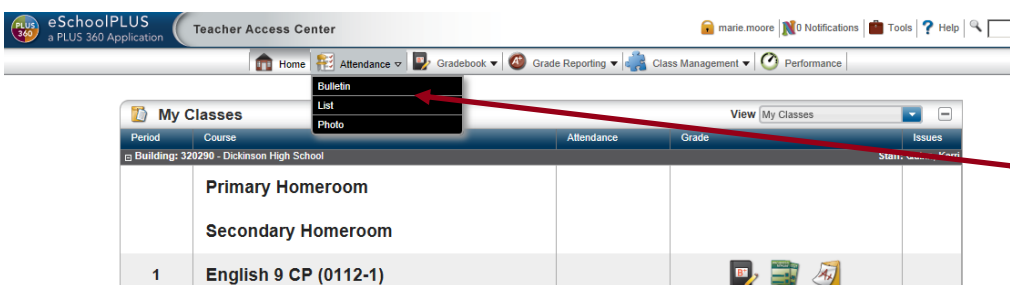 PLUS 360 eSchoolPLUS
a PLUS 360 Application
Teacher Access Center
marie.moore 0 Notifications Tools ? Help
Home Attendance Gradebook Grade Reporting Class Management Performance
Bulletin
List
Photo
My Classes View My Classes
Period Course Attendance Grade Issues
Building: 320290 - Dickinson High School
Primary Homeroom
Secondary Homeroom
1 English 9 CP (0112-1)